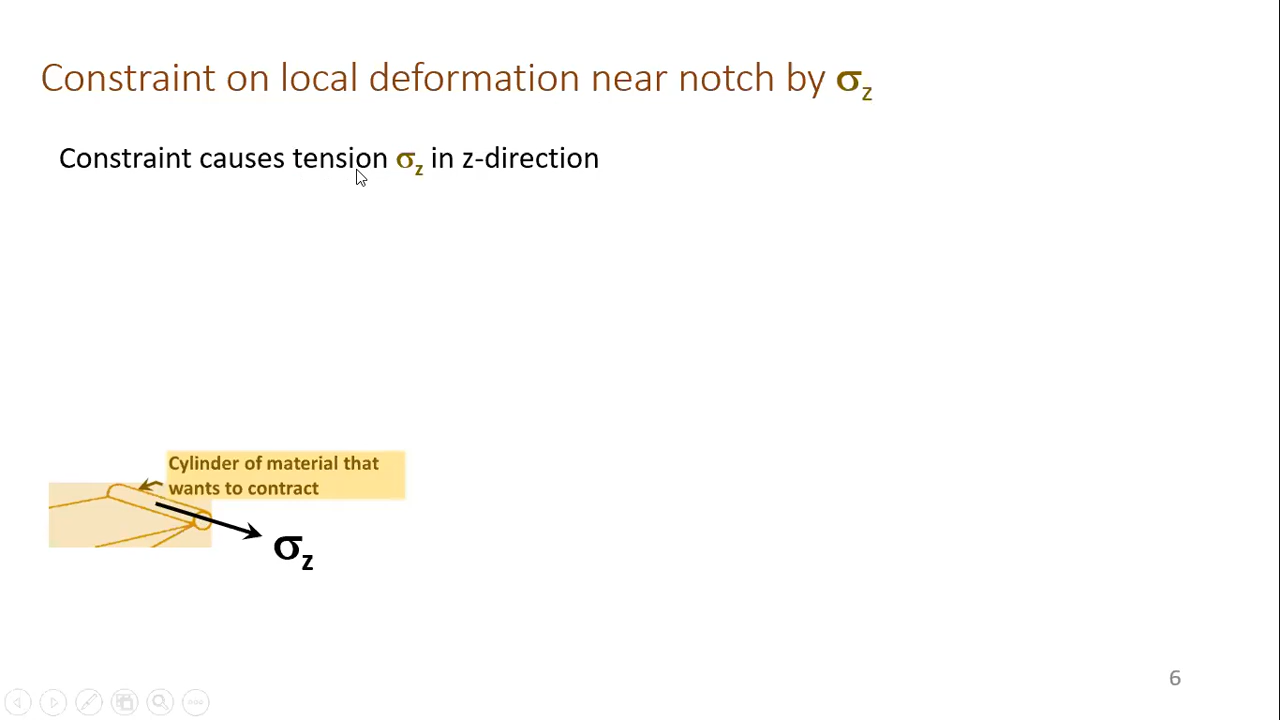 Constraint on local deformation near notch by σz
Constraint causes tension σz in z-direction
Cylinder of material that
wants to contract
σz
6